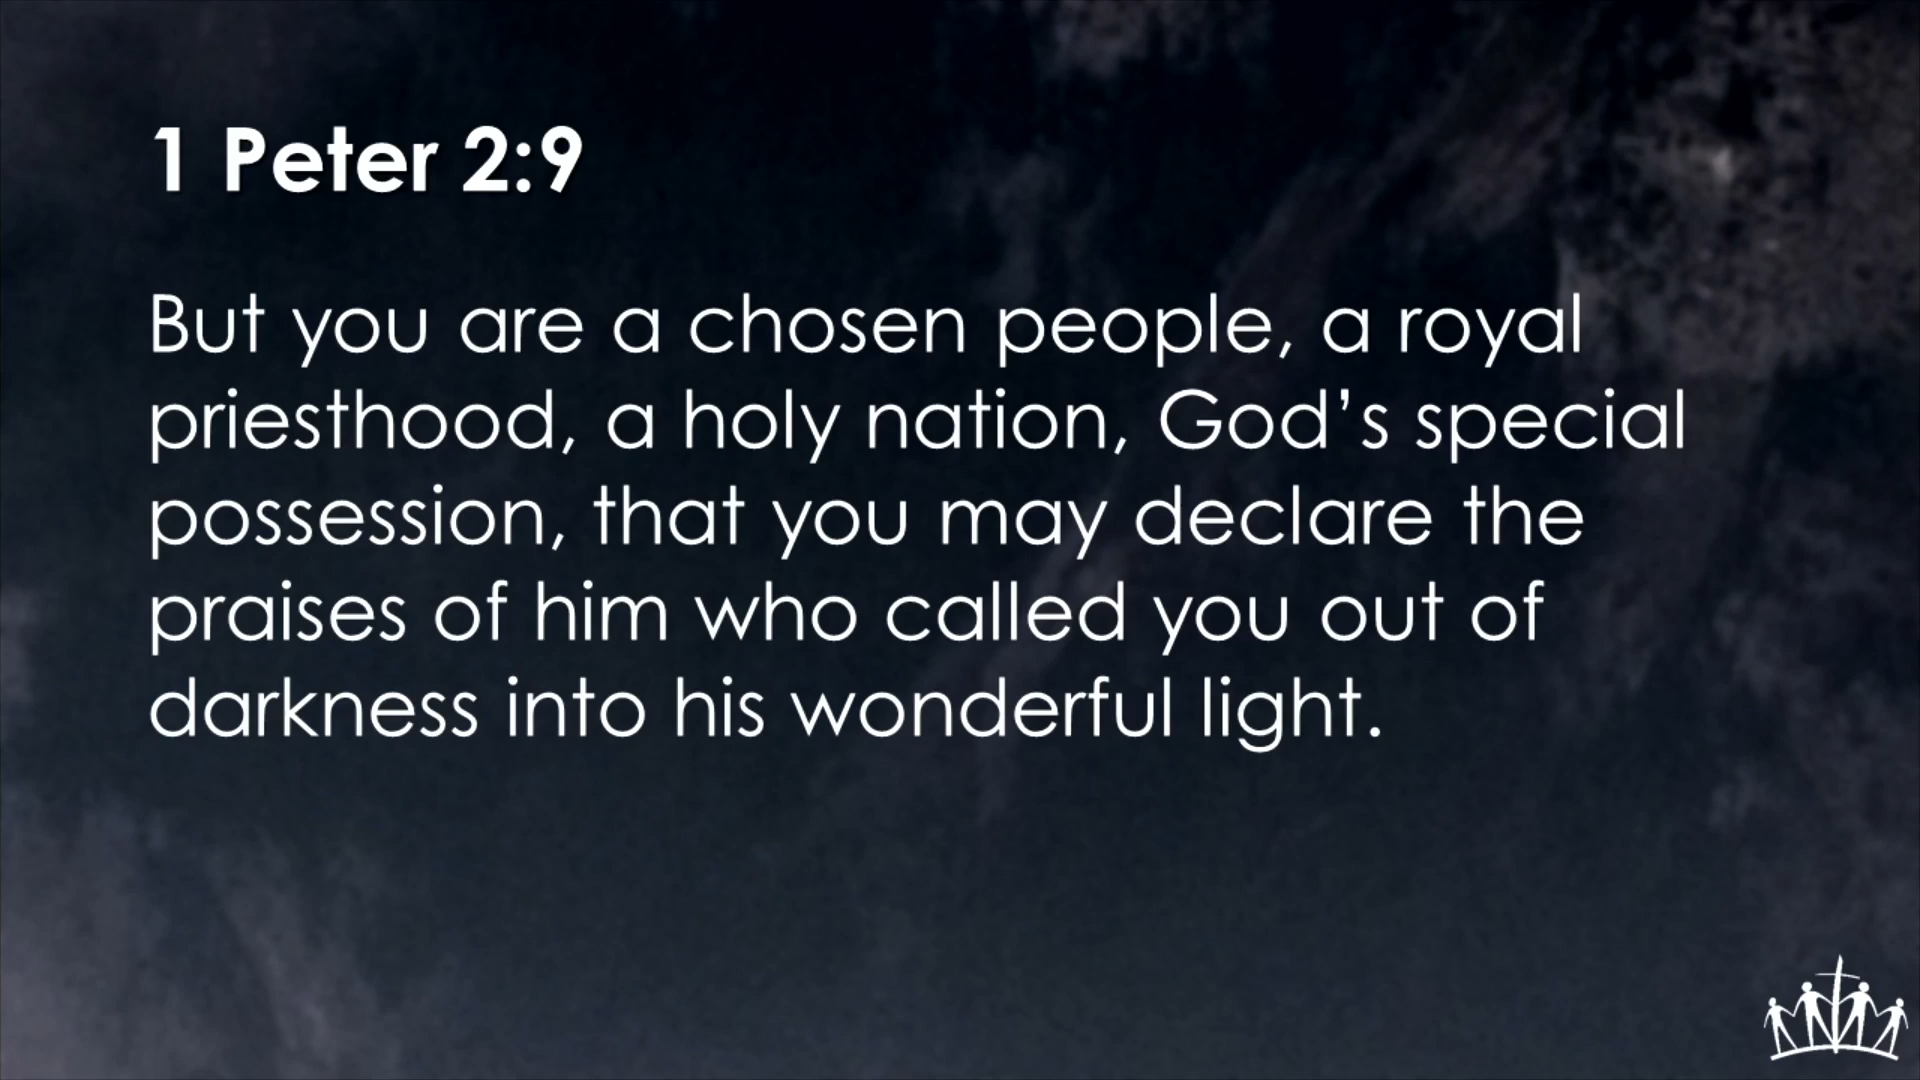 1 Peter 2:9
But you are a chosen people, a royal
priesthood, a holy nation, God’s special
possession, that you may declare the
praises of him who called you out of
darkness into his wonderful light.